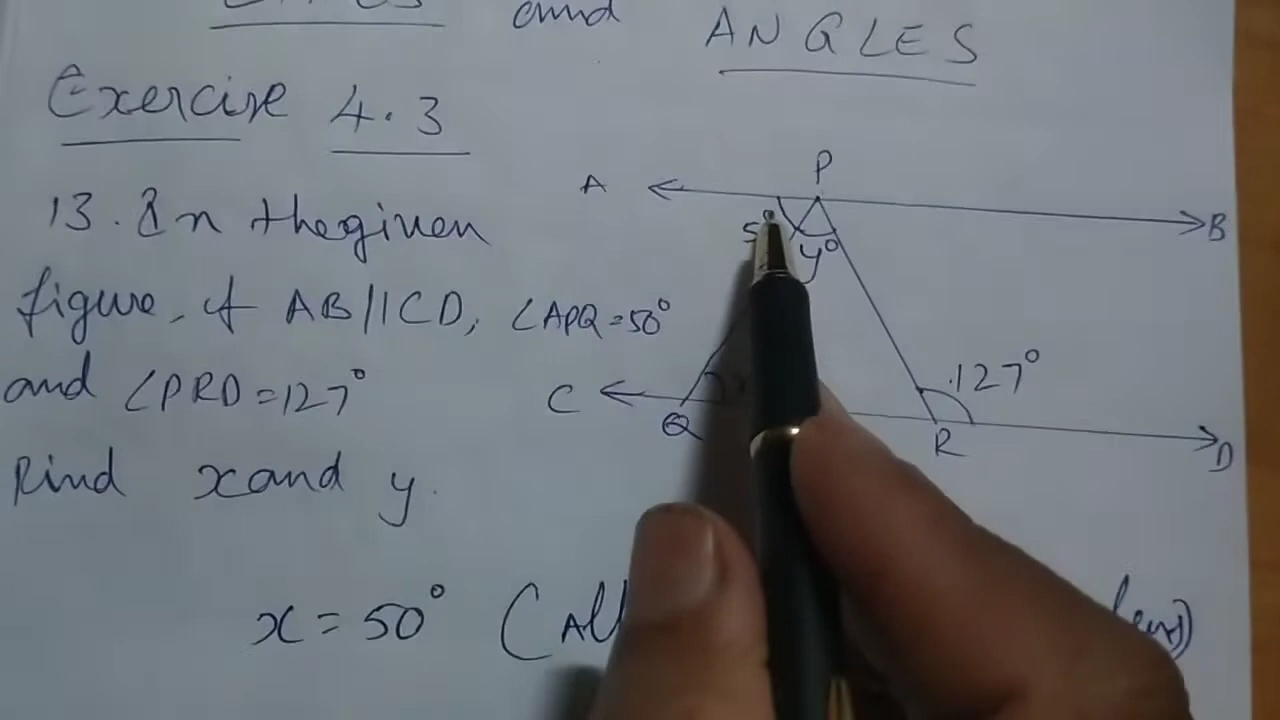 and ANGLES
Exercise 4.3
13. In the given
figure, if AB//CD, ∠APQ=50°
and ∠PRD=127°
Find x and y.
A P B
y°
127°
C Q R D
x = 50°